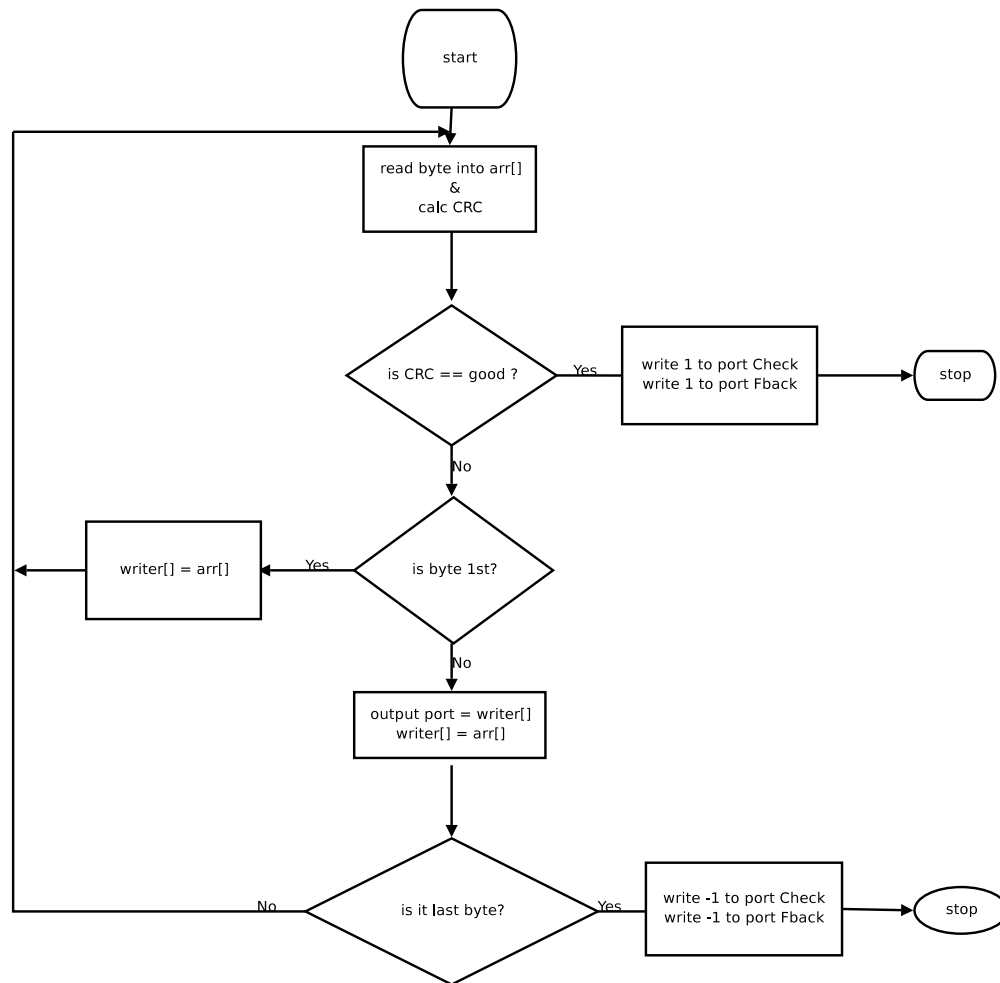 start
read byte into arr[]
&
calc CRC
is CRC == good ?
Yes
write 1 to port Check
write 1 to port Fback
stop
No
writer[] = arr[]
Yes
is byte 1st?
No
output port = writer[]
writer[] = arr[]
No
is it last byte?
Yes
write -1 to port Check
write -1 to port Fback
stop